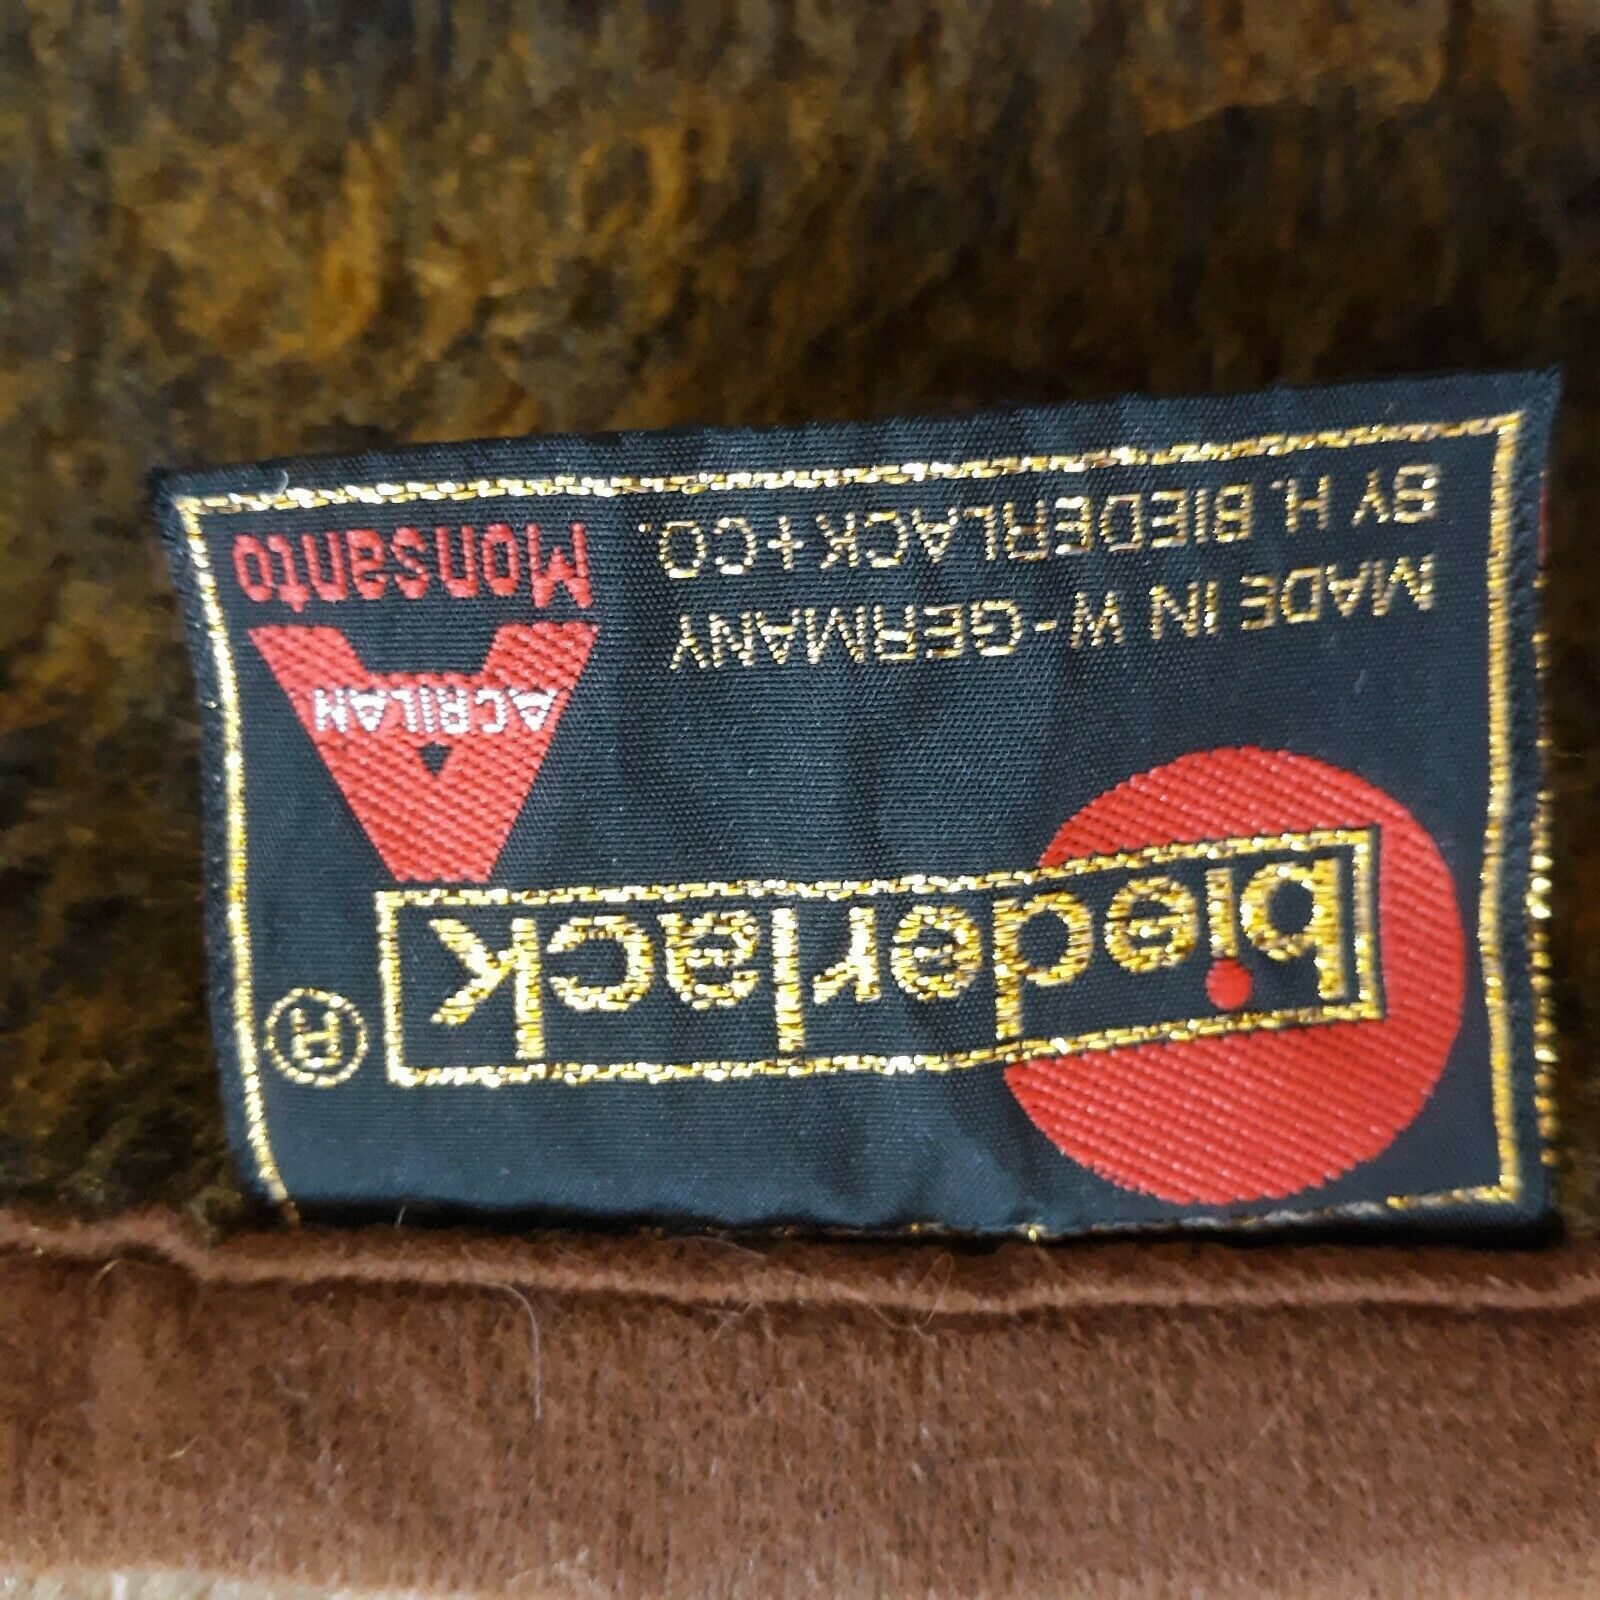 biederlack
®
ACRILAN
MADE IN W-GERMANY
BY H. BIEDERLACK+CO.
Monsanto